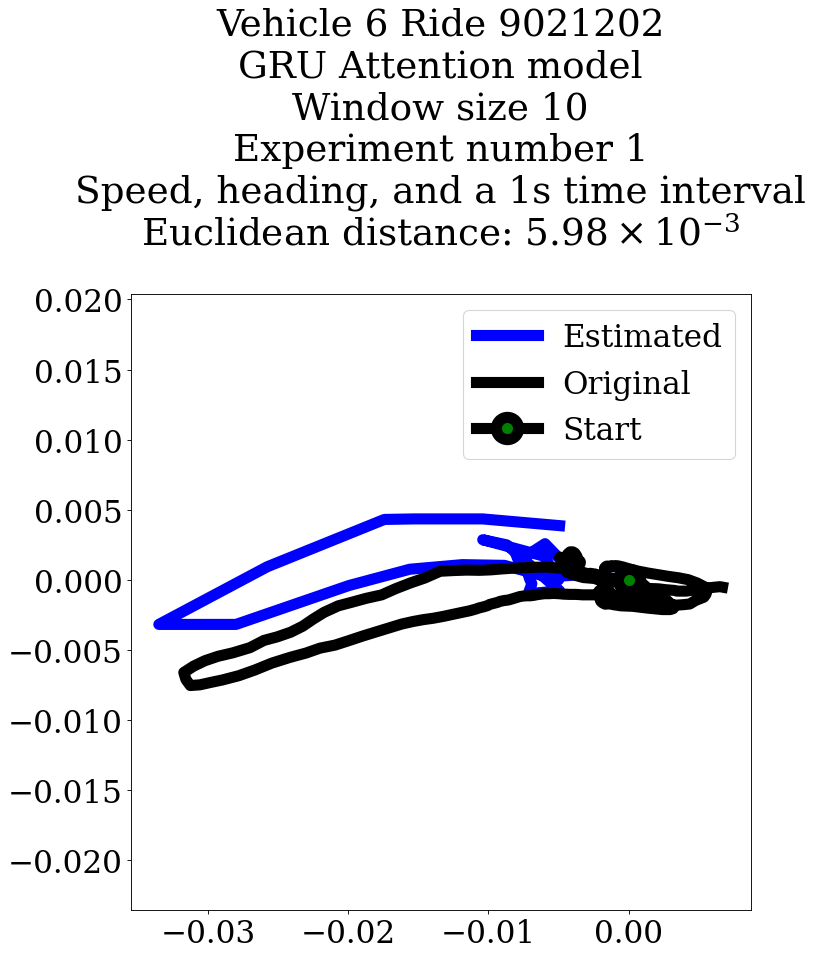 Vehicle 6 Ride 9021202
GRU Attention model
Window size 10
Experiment number 1
Speed, heading, and a 1s time interval
Euclidean distance: 5.98 × 10⁻³
Estimated
Original
Start
0.020
0.015
0.010
0.005
0.000
−0.005
−0.010
−0.015
−0.020
−0.03 −0.02 −0.01 0.00